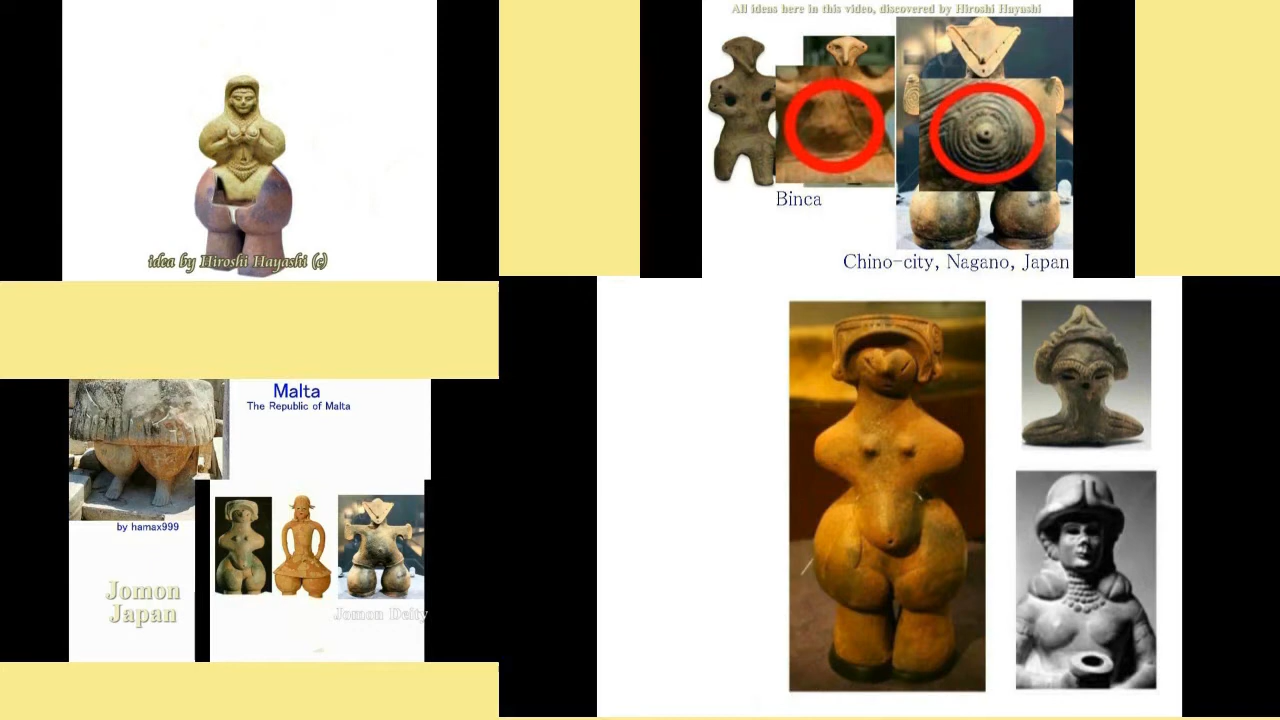 idea by Hiroshi Hayashi (c)
All ideas here in this video, discovered by Hiroshi Hayashi
Binca
Chino-city, Nagano, Japan
Malta
The Republic of Malta
by hamax999
Jomon
Japan
Jomon Deity